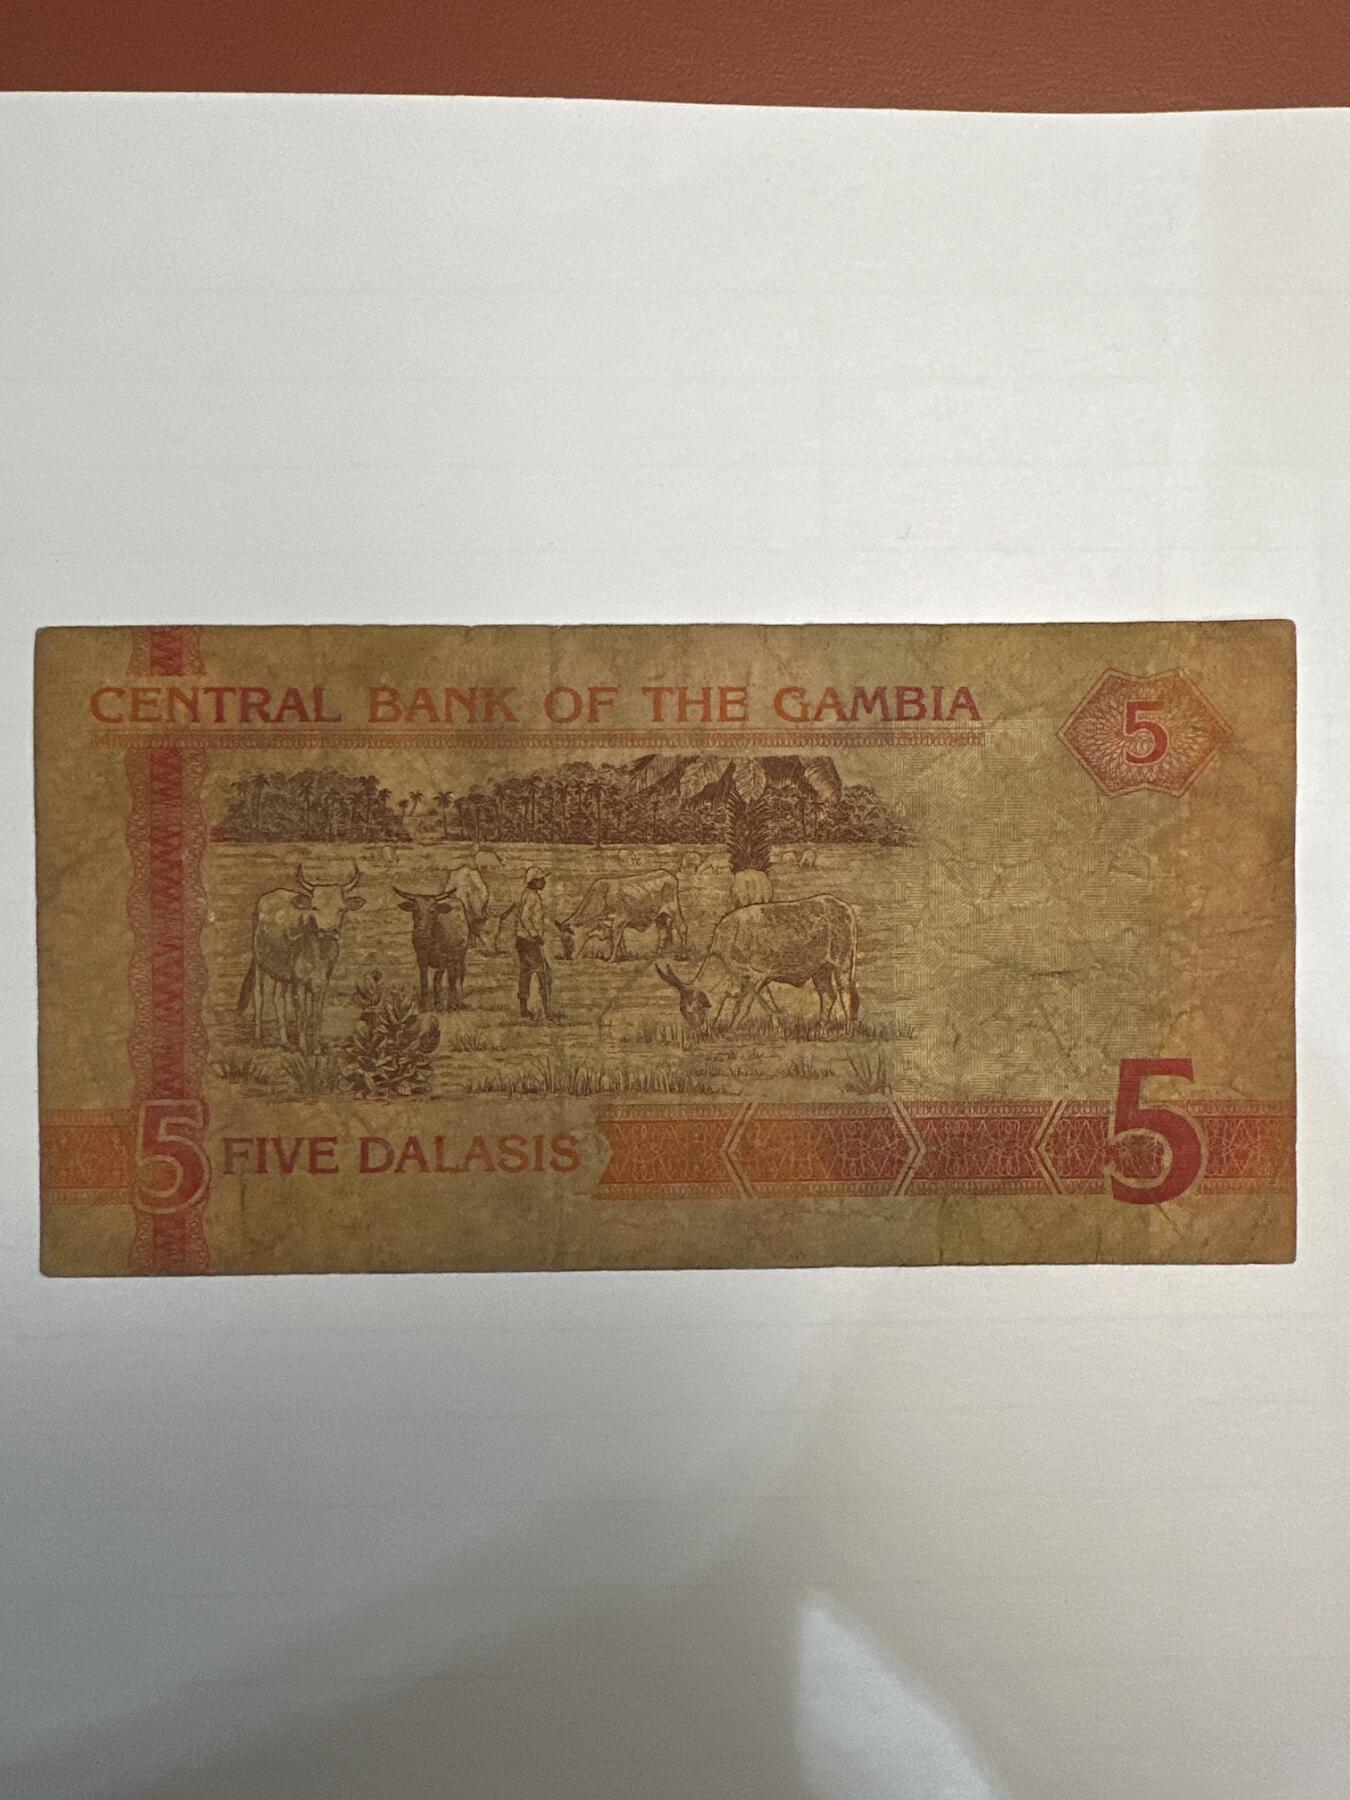 CENTRAL BANK OF THE GAMBIA
5
5 FIVE DALASIS
5